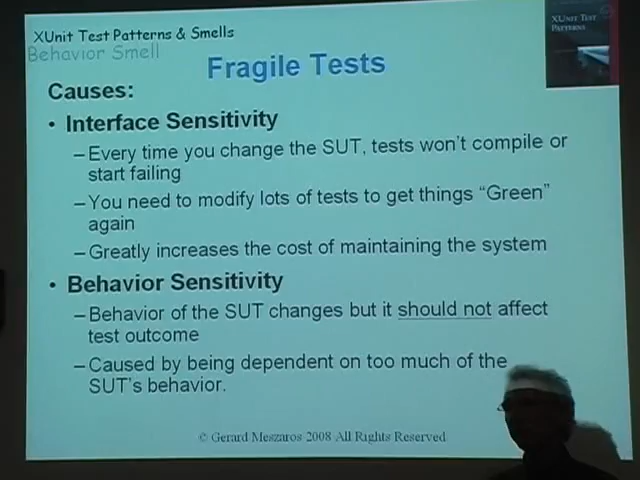 XUnit Test Patterns & Smells
Behavior Smell
XUNIT TEST
PATTERNS
Fragile Tests
Causes:
• Interface Sensitivity
–Every time you change the SUT, tests won't compile or
start failing
–You need to modify lots of tests to get things “Green”
again
–Greatly increases the cost of maintaining the system
• Behavior Sensitivity
–Behavior of the SUT changes but it should not affect
test outcome
–Caused by being dependent on too much of the
SUT's behavior.
© Gerard Meszaros 2008 All Rights Reserved